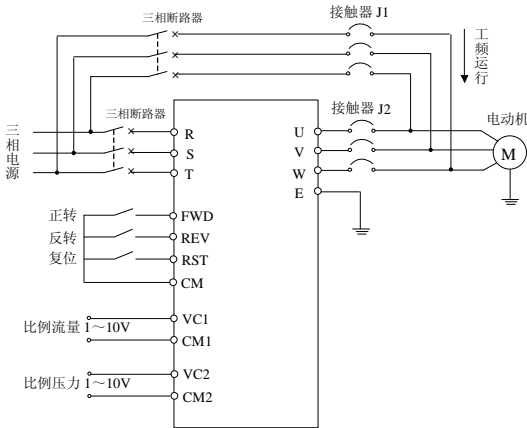 三相断路器
接触器 J1
工频运行
三相断路器
接触器 J2
电动机
三相电源
R
S
T
U
V
W
E
M
正转
FWD
反转
REV
复位
RST
CM
比例流量 1～10V
VC1
CM1
比例压力 1～10V
VC2
CM2